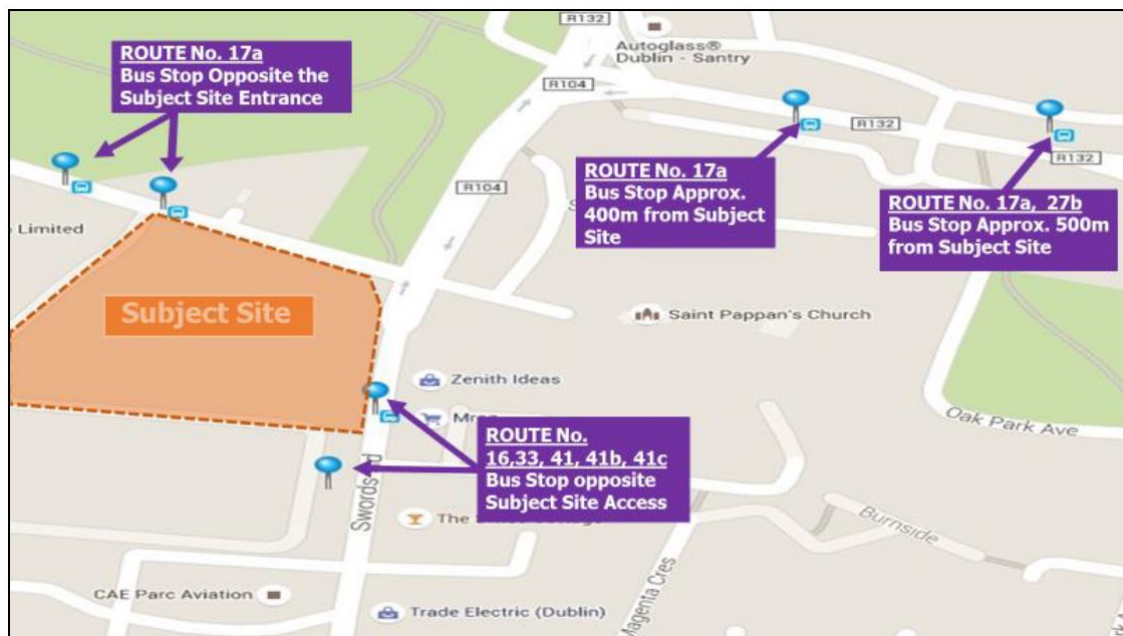 R132
ROUTE No. 17a
Bus Stop Opposite the
Subject Site Entrance
Autoglass®
Dublin - Santry
R104
R132
R132
R104
ROUTE No. 17a
Bus Stop Approx.
400m from Subject
Site
ROUTE No. 17a, 27b
Bus Stop Approx. 500m
from Subject Site
Limited
Subject Site
Saint Pappan's Church
Zenith Ideas
Oak Park Ave
ROUTE No.
16,33, 41, 41b, 41c
Bus Stop opposite
Subject Site Access
Swords
The
Burnside
CAE Parc Aviation
Magenta Cres
Trade Electric (Dublin)